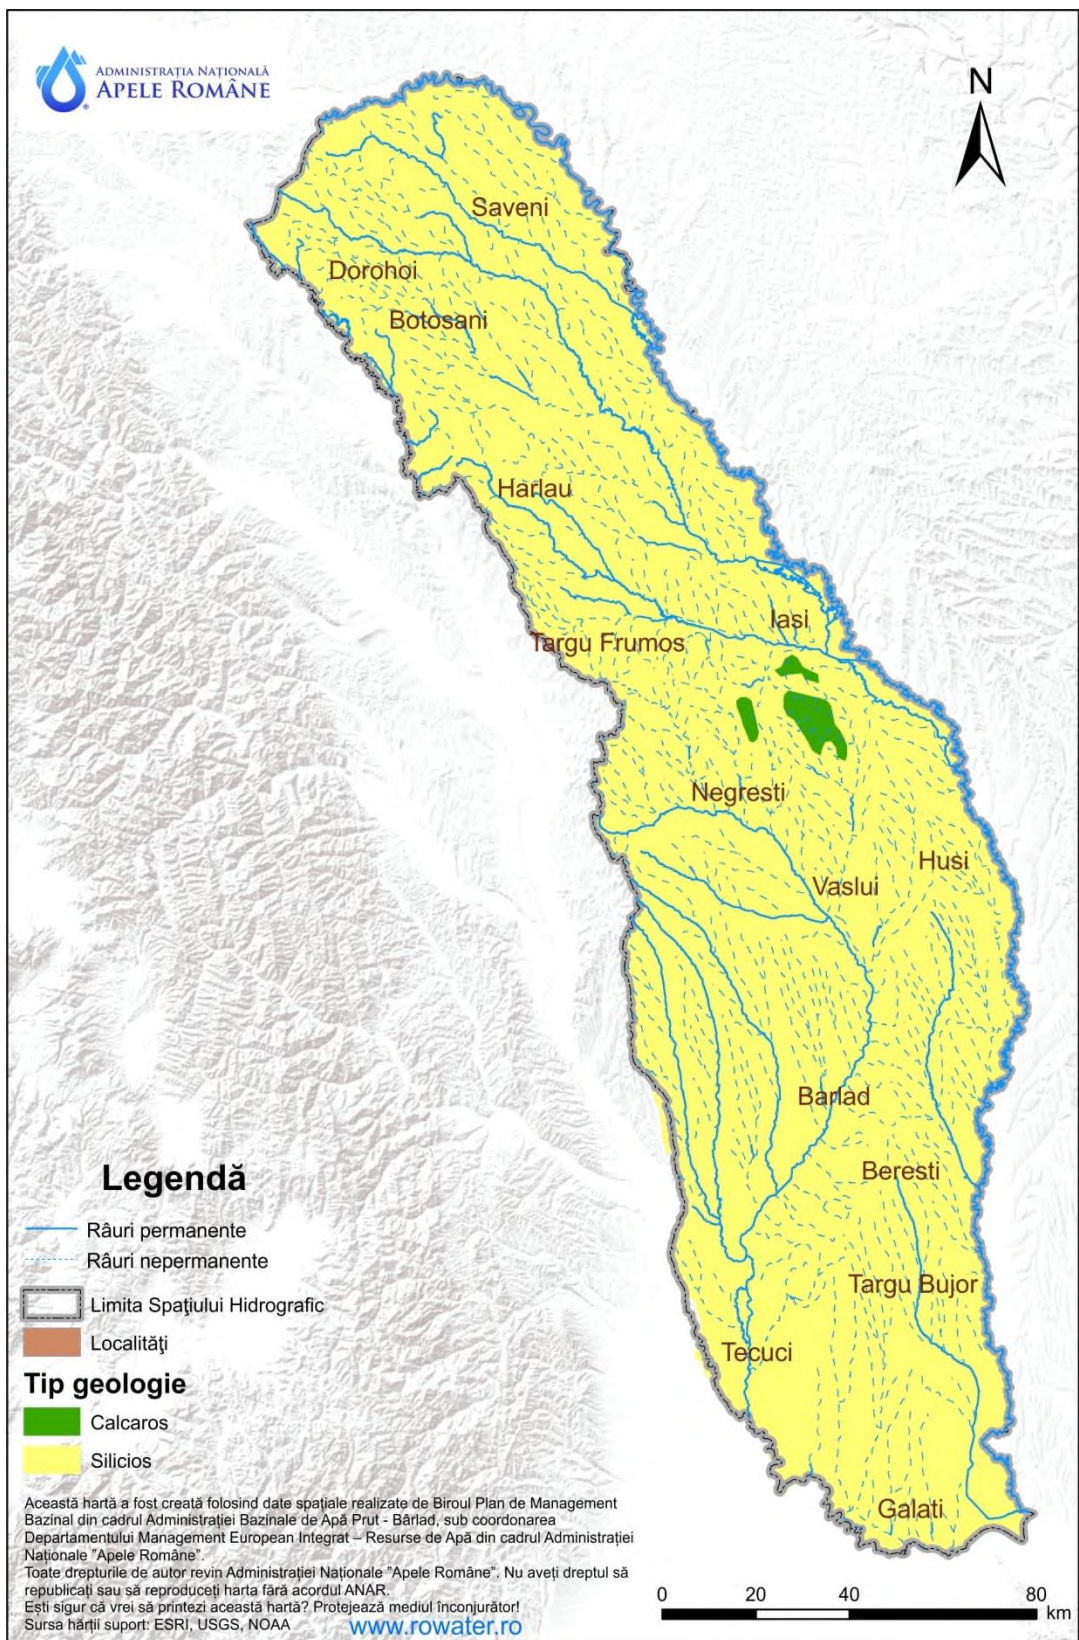 ADMINISTRAȚIA NAȚIONALĂ
APELE ROMÂNE
N
Saveni
Dorohoi
Botosani
Harlau
Iasi
Targu Frumos
Negresti
Husi
Vaslui
Barlad
Beresti
Targu Bujor
Tecuci
Galati
Legendă
Râuri permanente
Râuri nepermanente
Limita Spațiului Hidrografic
Localități
Tip geologie
Calcaros
Silicios
Această hartă a fost creată folosind date spațiale realizate de Biroul Plan de Management
Bazinal din cadrul Administrației Bazinale de Apă Prut - Bârlad, sub coordonarea
Departamentului Management European Integrat – Resurse de Apă din cadrul Administrației
Naționale "Apele Române".
Toate drepturile de autor revin Administrației Naționale "Apele Române". Nu aveți dreptul să
republicați sau să reproduceți harta fără acordul ANAR.
Ești sigur că vrei să printezi această hartă? Protejează mediul înconjurător!
Sursa hărții suport: ESRI, USGS, NOAA
www.rowater.ro
0 20 40 80
km